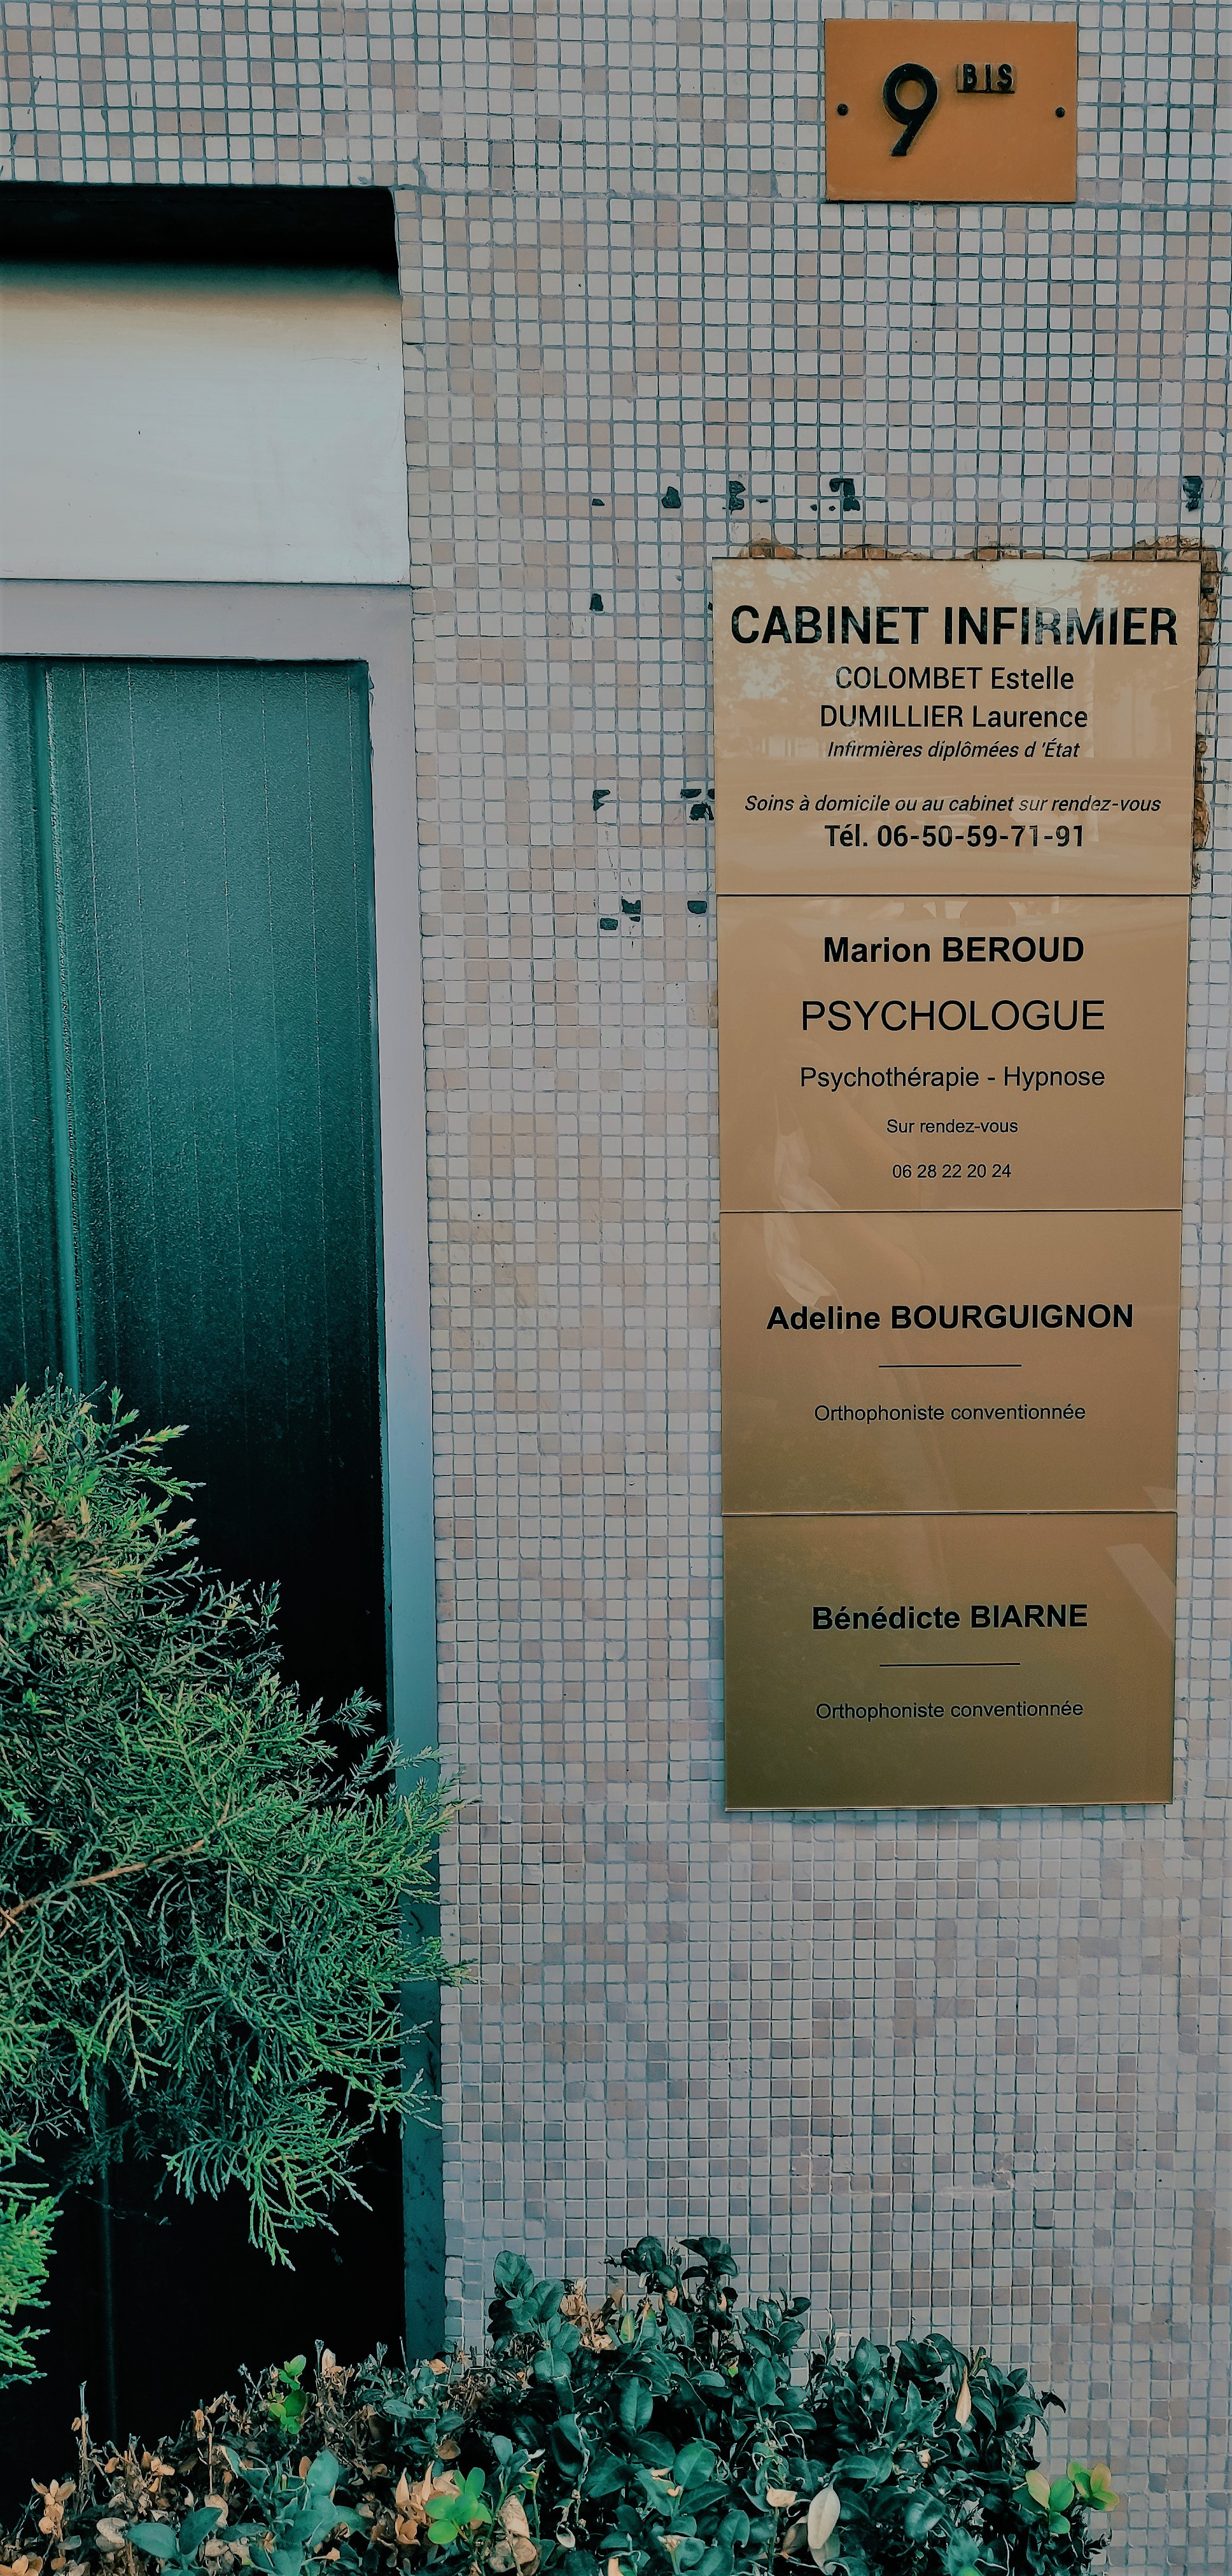 9 BIS
CABINET INFIRMIER
COLOMBET Estelle
DUMILLIER Laurence
Infirmières diplômées d 'État
Soins à domicile ou au cabinet sur rendez-vous
Tél. 06-50-59-71-91
Marion BEROUD
PSYCHOLOGUE
Psychothérapie - Hypnose
Sur rendez-vous
06 28 22 20 24
Adeline BOURGUIGNON
Orthophoniste conventionnée
Bénédicte BIARNE
Orthophoniste conventionnée